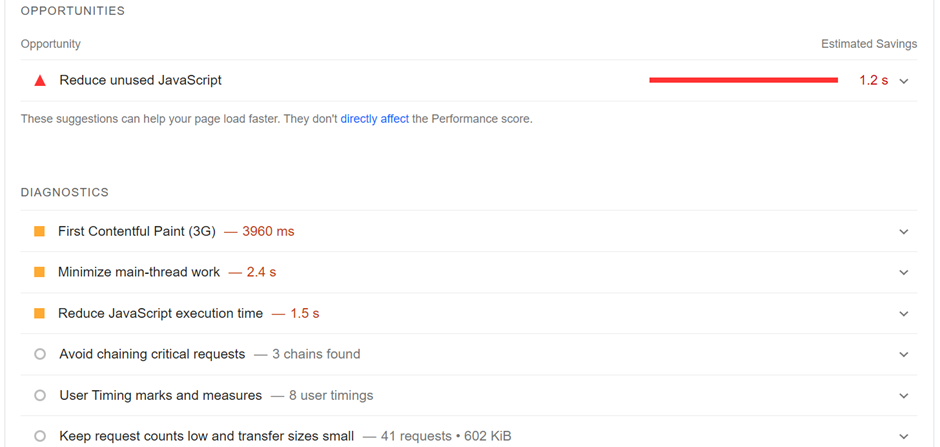 OPPORTUNITIES
Opportunity Estimated Savings
Reduce unused JavaScript 1.2 s
These suggestions can help your page load faster. They don't directly affect the Performance score.
DIAGNOSTICS
First Contentful Paint (3G) — 3960 ms
Minimize main-thread work — 2.4 s
Reduce JavaScript execution time — 1.5 s
Avoid chaining critical requests — 3 chains found
User Timing marks and measures — 8 user timings
Keep request counts low and transfer sizes small — 41 requests • 602 KiB